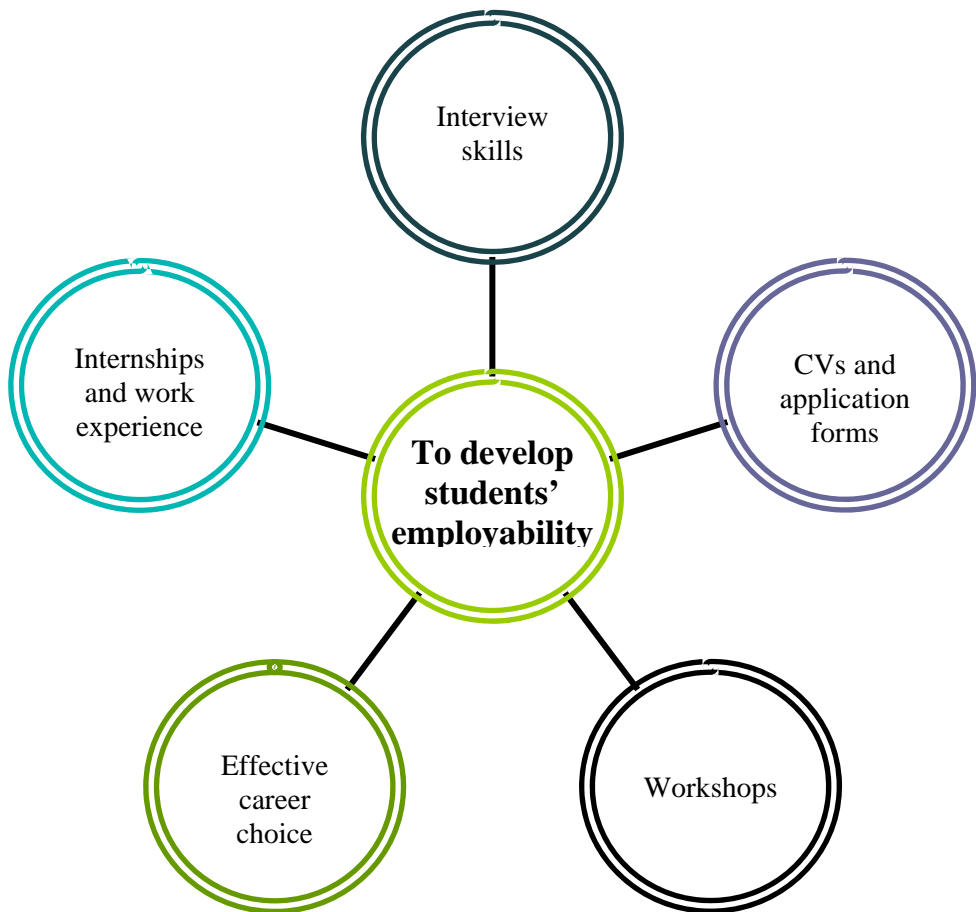 Interview
skills
Internships
and work
experience
CVs and
application
forms
To develop
students’
employability
Effective
career
choice
Workshops